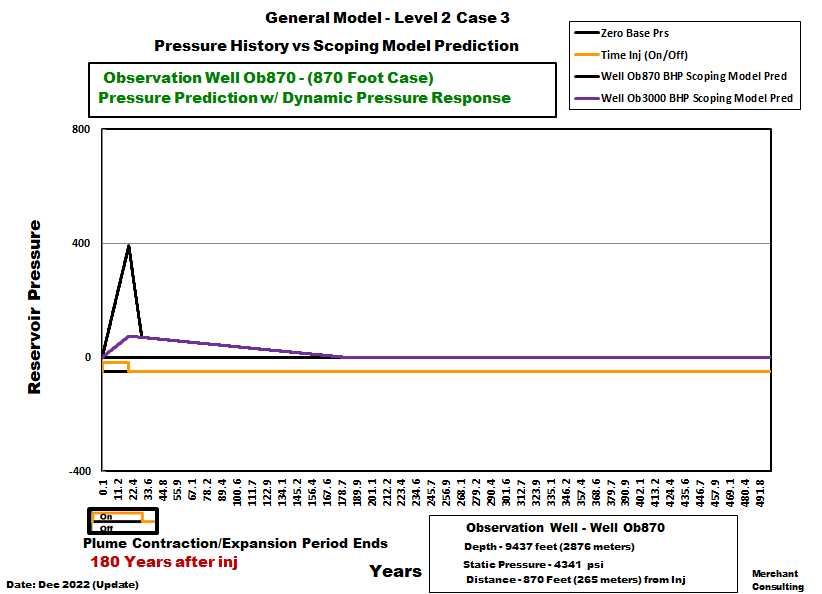 General Model - Level 2 Case 3
Pressure History vs Scoping Model Prediction
Zero Base Prs
Time Inj (On/Off)
Well Ob870 BHP Scoping Model Pred
Well Ob3000 BHP Scoping Model Pred
Observation Well Ob870 - (870 Foot Case)
Pressure Prediction w/ Dynamic Pressure Response
800
400
0
-400
Reservoir Pressure
0.1 11.2 22.4 33.6 44.8 55.9 67.1 78.2 89.4 100.6 111.7 122.9 134.1 145.2 156.4 167.6 178.7 189.9 201.1 212.2 223.4 234.6 245.7 256.9 268.1 279.2 290.4 301.6 312.7 323.9 335.1 346.2 357.4 368.6 379.7 390.9 402.1 413.2 424.4 435.6 446.7 457.9 469.1 480.4 491.8
On
Off
Plume Contraction/Expansion Period Ends
180 Years after inj
Years
Observation Well - Well Ob870
Depth - 9437 feet (2876 meters)
Static Pressure - 4341 psi
Distance - 870 Feet (265 meters) from Inj
Date: Dec 2022 (Update)
Merchant
Consulting